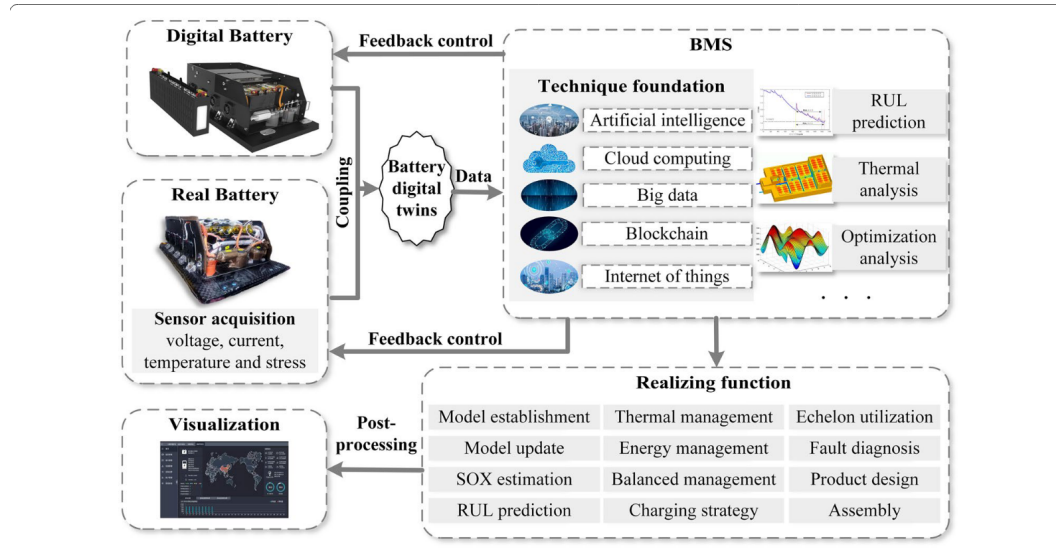 Digital Battery
Feedback control
BMS
Technique foundation
Artificial intelligence
Cloud computing
Big data
Blockchain
Internet of things
RUL
prediction
Thermal
analysis
Optimization
analysis
. . .
Coupling
Battery
digital
twins
Data
Real Battery
Sensor acquisition
voltage, current,
temperature and stress
Feedback control
Realizing function
Model establishment
Thermal management
Echelon utilization
Model update
Energy management
Fault diagnosis
SOX estimation
Balanced management
Product design
RUL prediction
Charging strategy
Assembly
Post-
processing
Visualization